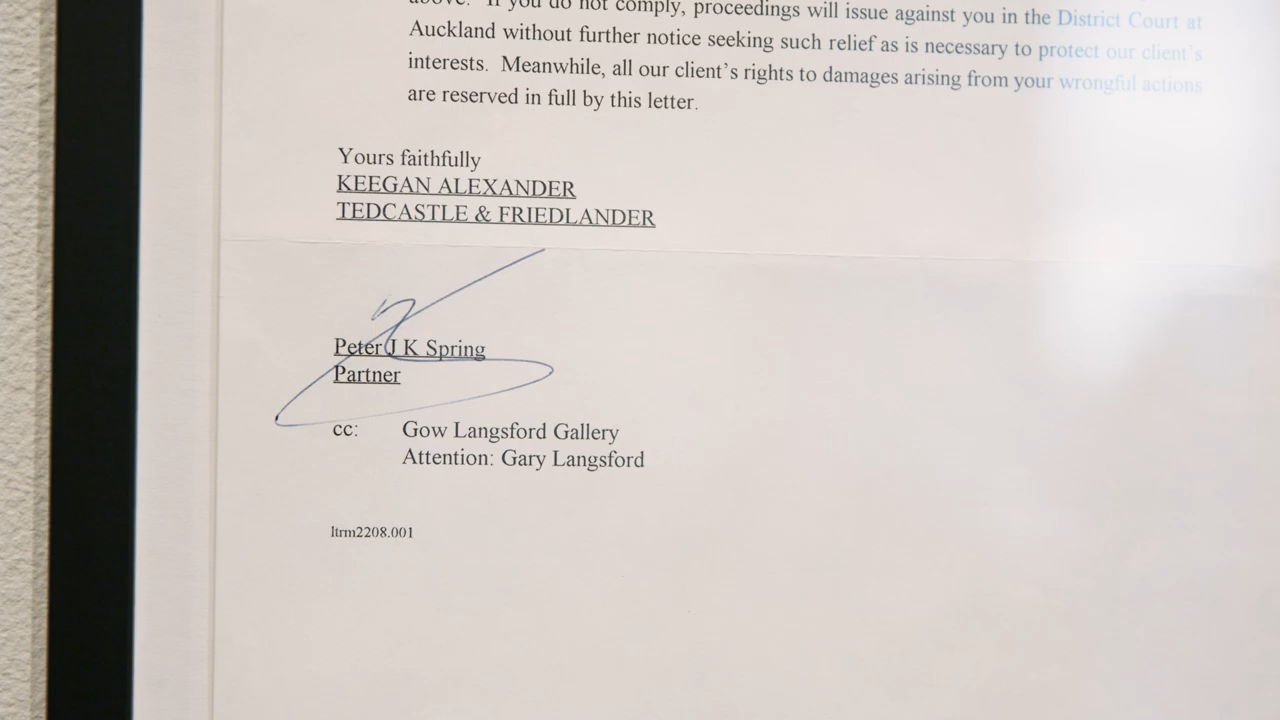 above. If you do not comply, proceedings will issue against you in the District Court at
Auckland without further notice seeking such relief as is necessary to protect our client's
interests. Meanwhile, all our client's rights to damages arising from your wrongful actions
are reserved in full by this letter.
Yours faithfully
KEEGAN ALEXANDER
TEDCASTLE & FRIEDLANDER
Peter J K Spring
Partner
cc: Gow Langsford Gallery
Attention: Gary Langsford
ltrm2208.001